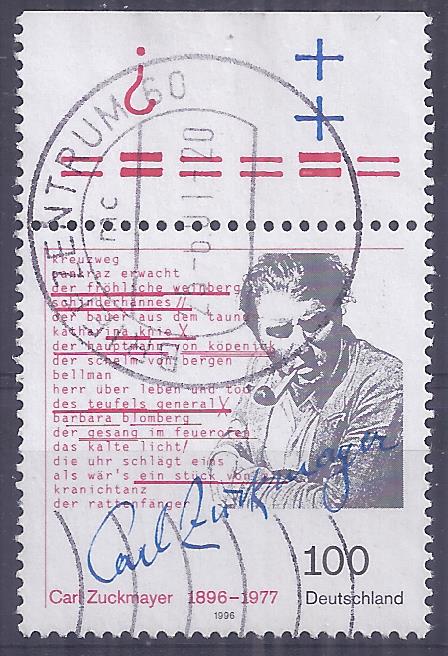 ¿
++
= = = = = =
ZENTRUM 60
mc
kreuzweg
pankraz erwacht
der fröhliche weinberg
schinderhannes //
der bauer aus dem taunus
katharina knie X
der hauptmann von köpenick
der schelm von bergen
bellman
herr über leben und tod
des teufels general X
barbara blomberg
der gesang im feuerofen
das kalte licht/
die uhr schlägt eins
als wär's ein stück von
kranichtanz
der rattenfänger
Carl Zuckmayer
100
Carl Zuckmayer 1896-1977 Deutschland
1996